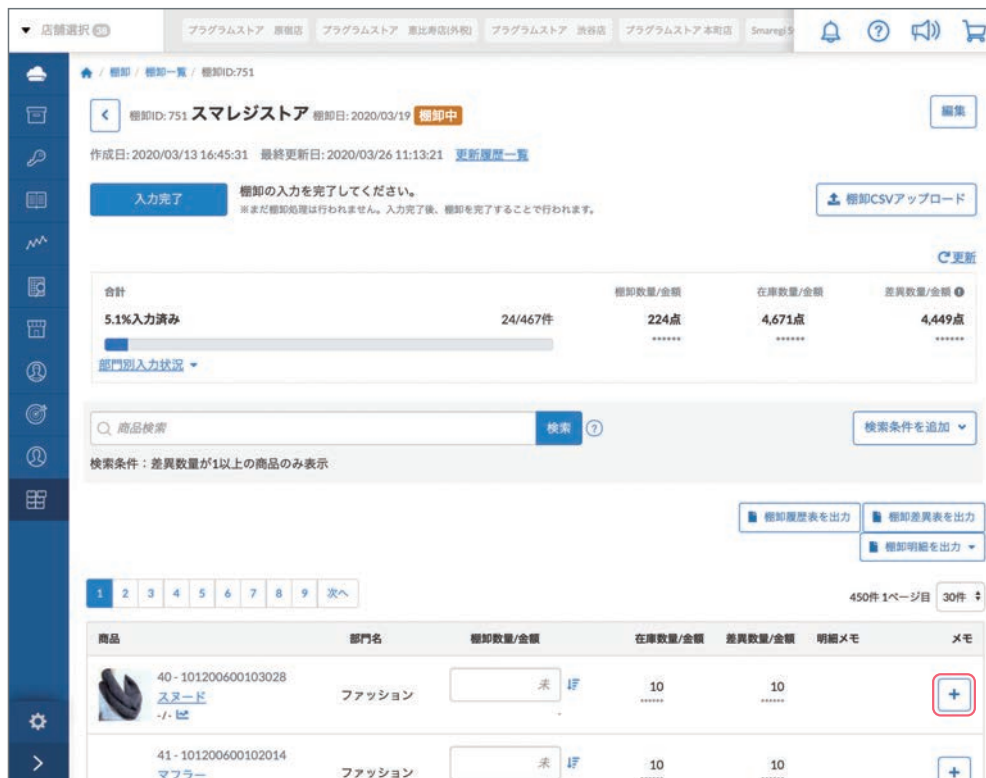 ▼ 店舗選択 38 プラグラムストア 原宿店 プラグラムストア 恵比寿店(外税) プラグラムストア 渋谷店 プラグラムストア本町店 Smaregi S
/ 棚卸 / 棚卸一覧 / 棚卸ID:751
棚卸ID: 751 スマレジストア 棚卸日: 2020/03/19 棚卸中 編集
作成日: 2020/03/13 16:45:31 最終更新日: 2020/03/26 11:13:21 更新履歴一覧
入力完了 棚卸の入力を完了してください。 棚卸CSVアップロード
※まだ棚卸処理は行われません。入力完了後、棚卸を完了することで行われます。
更新
合計 棚卸数量/金額 在庫数量/金額 差異数量/金額
5.1%入力済み 24/467件 224点 4,671点 4,449点
****** ****** ******
部門別入力状況
商品検索 検索 ? 検索条件を追加
検索条件：差異数量が1以上の商品のみ表示
棚卸履歴表を出力 棚卸差異表を出力
棚卸明細を出力
1 2 3 4 5 6 7 8 9 次へ 450件 1ページ目 30件
商品 部門名 棚卸数量/金額 在庫数量/金額 差異数量/金額 明細メモ メモ
40 - 101200600103028
スヌード ファッション 未 10 10 +
-/- - ****** ******
41 - 101200600102014
マフラー ファッション 未 10 10 +